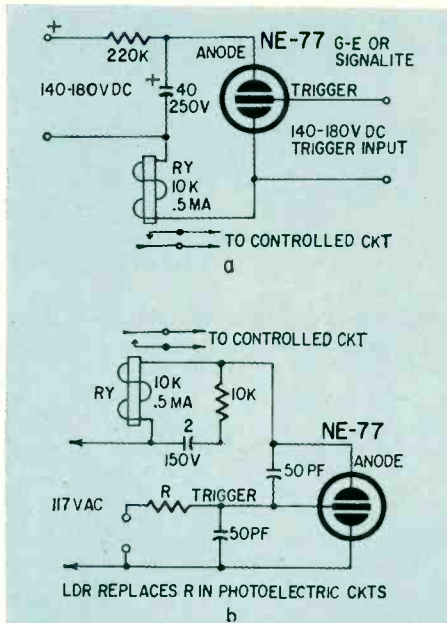 +
220K
ANODE
NE-77
G-E OR
SIGNALITE
+
140-180V DC
40
250V
TRIGGER
140-180V DC
TRIGGER INPUT
RY
10K
.5MA
TO CONTROLLED CKT
a
TO CONTROLLED CKT
RY
10K
.5MA
10K
2
150V
NE-77
ANODE
50 PF
117VAC
R
TRIGGER
50PF
LDR REPLACES R IN PHOTOELECTRIC CKTS
b